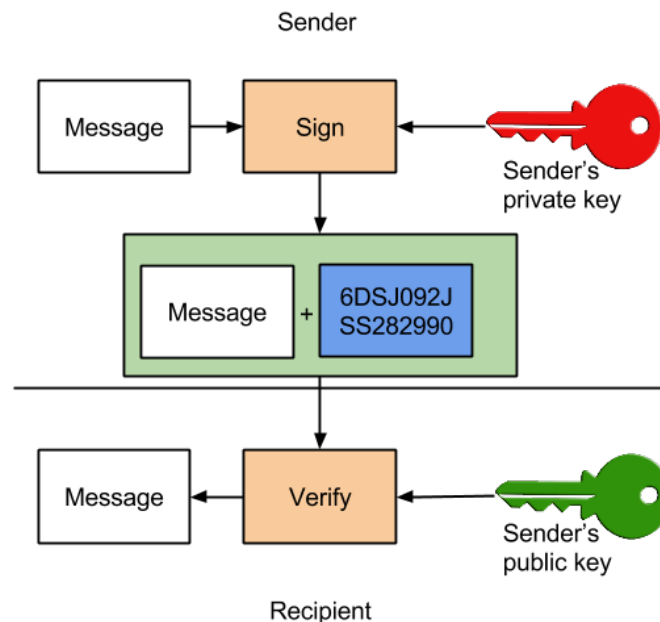 Sender
Message
Sign
Sender's
private key
Message
+
6DSJ092J
SS282990
Message
Verify
Sender's
public key
Recipient